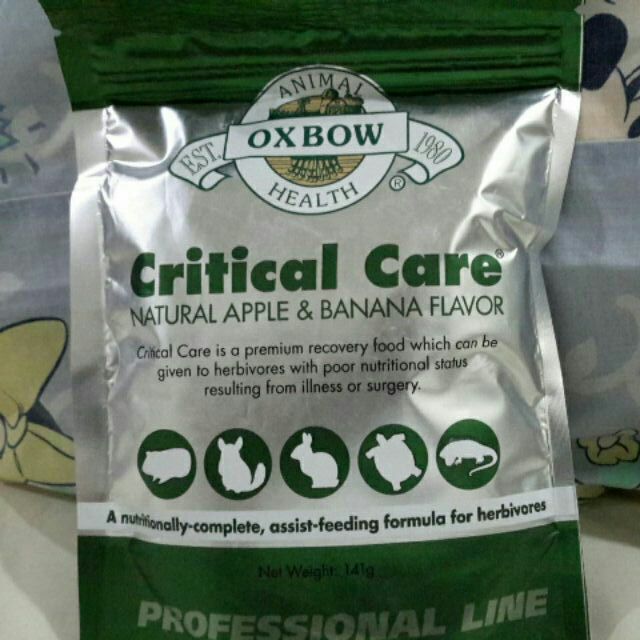 ANIMAL
EST. OXBOW 1980
HEALTH ®
Critical Care®
NATURAL APPLE & BANANA FLAVOR
Critical Care is a premium recovery food which can be
given to herbivores with poor nutritional status
resulting from illness or surgery.
A nutritionally-complete, assist-feeding formula for herbivores
Net Weight: 141g
PROFESSIONAL LINE